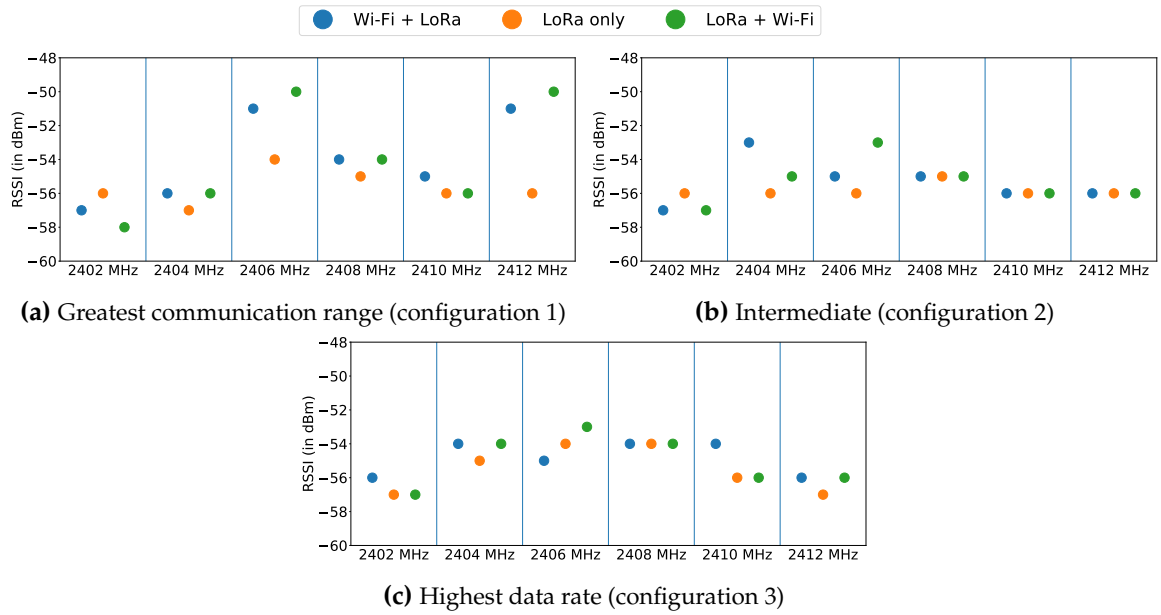 Wi-Fi + LoRa LoRa only LoRa + Wi-Fi
−48
−50
−52
−54
−56
−58
−60
RSSI (in dBm)
2402 MHz 2404 MHz 2406 MHz 2408 MHz 2410 MHz 2412 MHz
(a) Greatest communication range (configuration 1)
−48
−50
−52
−54
−56
−58
−60
RSSI (in dBm)
2402 MHz 2404 MHz 2406 MHz 2408 MHz 2410 MHz 2412 MHz
(b) Intermediate (configuration 2)
−48
−50
−52
−54
−56
−58
−60
RSSI (in dBm)
2402 MHz 2404 MHz 2406 MHz 2408 MHz 2410 MHz 2412 MHz
(c) Highest data rate (configuration 3)